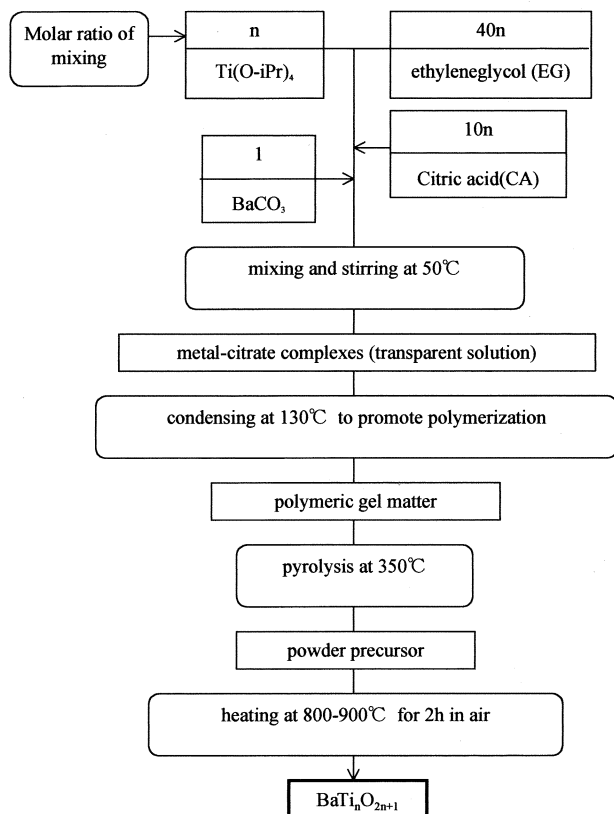 Molar ratio of
mixing
n
Ti(O-iPr)₄
40n
ethyleneglycol (EG)
1
BaCO₃
10n
Citric acid(CA)
mixing and stirring at 50℃
metal-citrate complexes (transparent solution)
condensing at 130℃ to promote polymerization
polymeric gel matter
pyrolysis at 350℃
powder precursor
heating at 800-900℃ for 2h in air
BaTiₙO₂ₙ₊₁